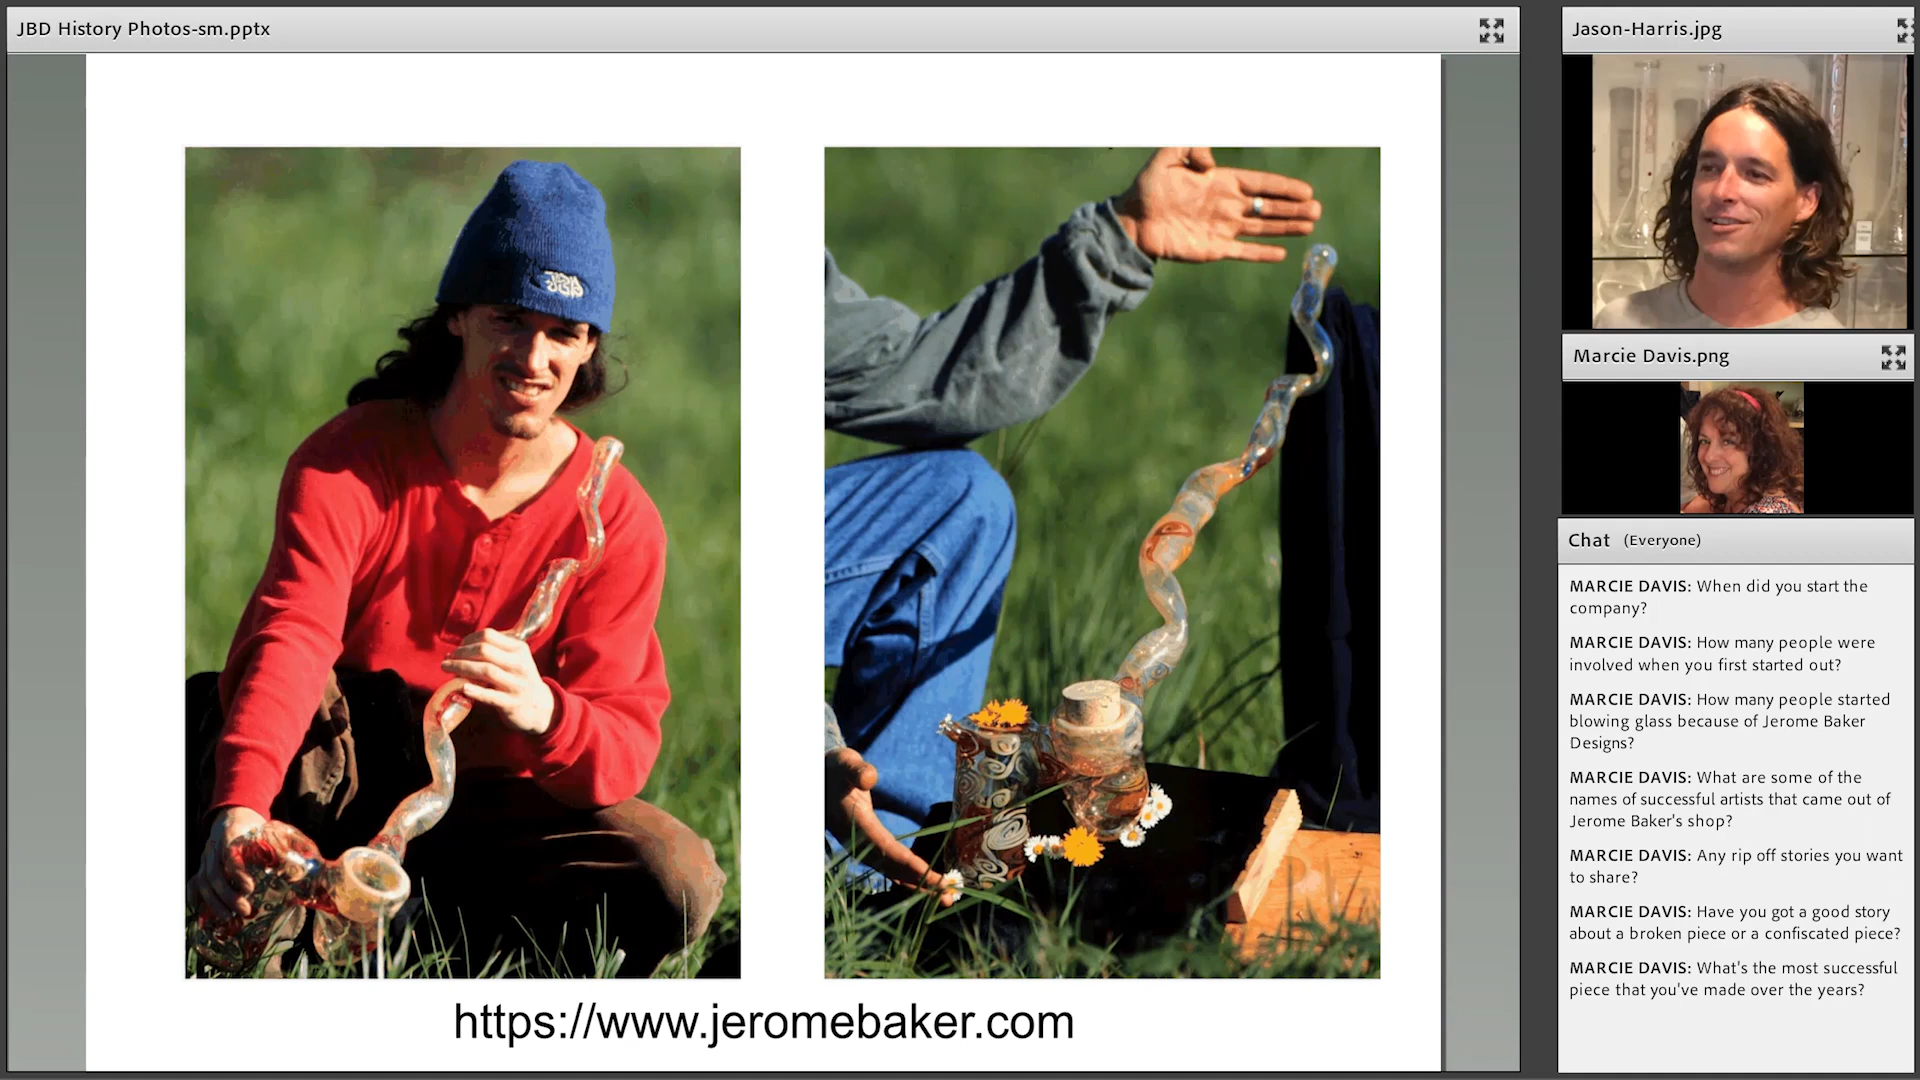 JBD History Photos-sm.pptx
https://www.jeromebaker.com
Jason-Harris.jpg
Marcie Davis.png
Chat (Everyone)
MARCIE DAVIS: When did you start the
company?
MARCIE DAVIS: How many people were
involved when you first started out?
MARCIE DAVIS: How many people started
blowing glass because of Jerome Baker
Designs?
MARCIE DAVIS: What are some of the
names of successful artists that came out of
Jerome Baker's shop?
MARCIE DAVIS: Any rip off stories you want
to share?
MARCIE DAVIS: Have you got a good story
about a broken piece or a confiscated piece?
MARCIE DAVIS: What's the most successful
piece that you've made over the years?